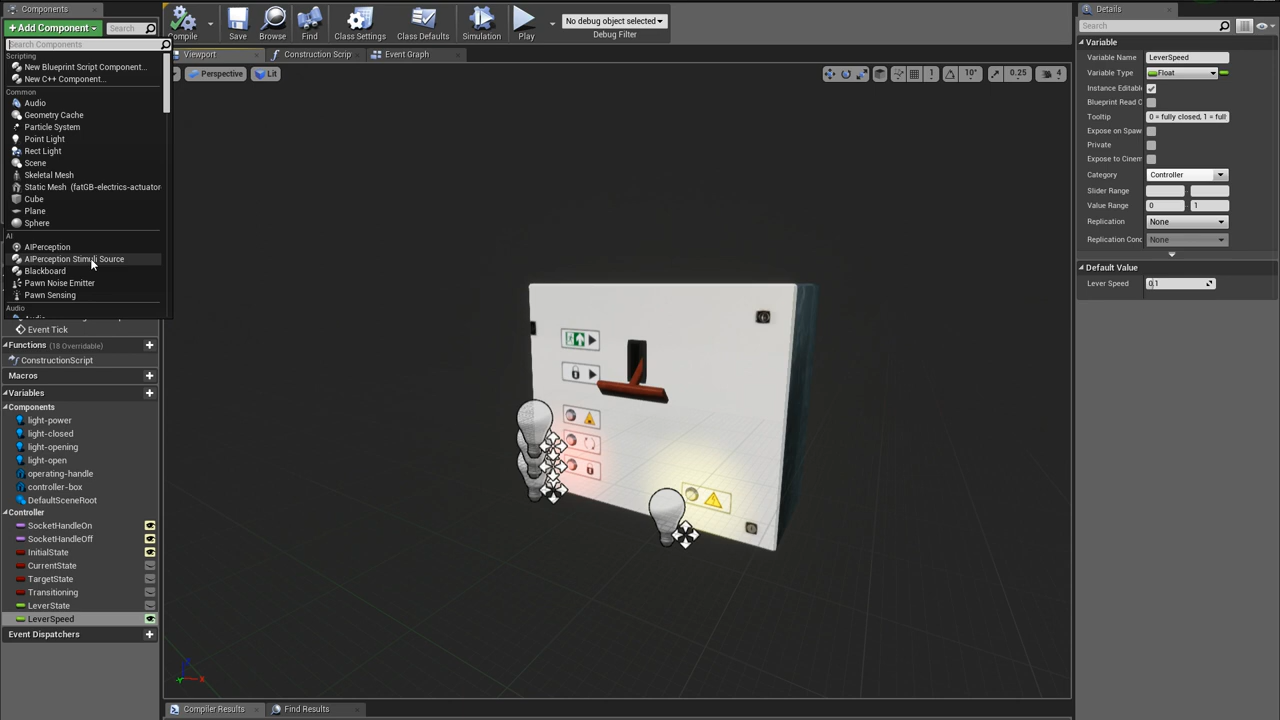 Components
+Add Component
Search
Search Components
Scripting
New Blueprint Script Component...
New C++ Component...
Common
Audio
Geometry Cache
Particle System
Point Light
Rect Light
Scene
Skeletal Mesh
Static Mesh (fatGB-electrics-actuator
Cube
Plane
Sphere
AI
AIPerception
AIPerception Stimuli Source
Blackboard
Pawn Noise Emitter
Pawn Sensing
Audio
Event Tick
Functions (18 Overridable)
ConstructionScript
Macros
Variables
Components
light-power
light-closed
light-opening
light-open
operating-handle
controller-box
DefaultSceneRoot
Controller
SocketHandleOn
SocketHandleOff
InitialState
CurrentState
TargetState
Transitioning
LeverState
LeverSpeed
Event Dispatchers
Compile
Save
Browse
Find
Class Settings
Class Defaults
Simulation
Play
No debug object selected
Debug Filter
Viewport
Construction Scrip
Event Graph
Perspective
Lit
1
10°
0.25
4
Compiler Results
Find Results
Details
Search
Variable
Variable Name LeverSpeed
Variable Type Float
Instance Editable
Blueprint Read O
Tooltip 0 = fully closed, 1 = full
Expose on Spaw
Private
Expose to Cinem
Category Controller
Slider Range
Value Range 0 1
Replication None
Replication Conc None
Default Value
Lever Speed 0.1